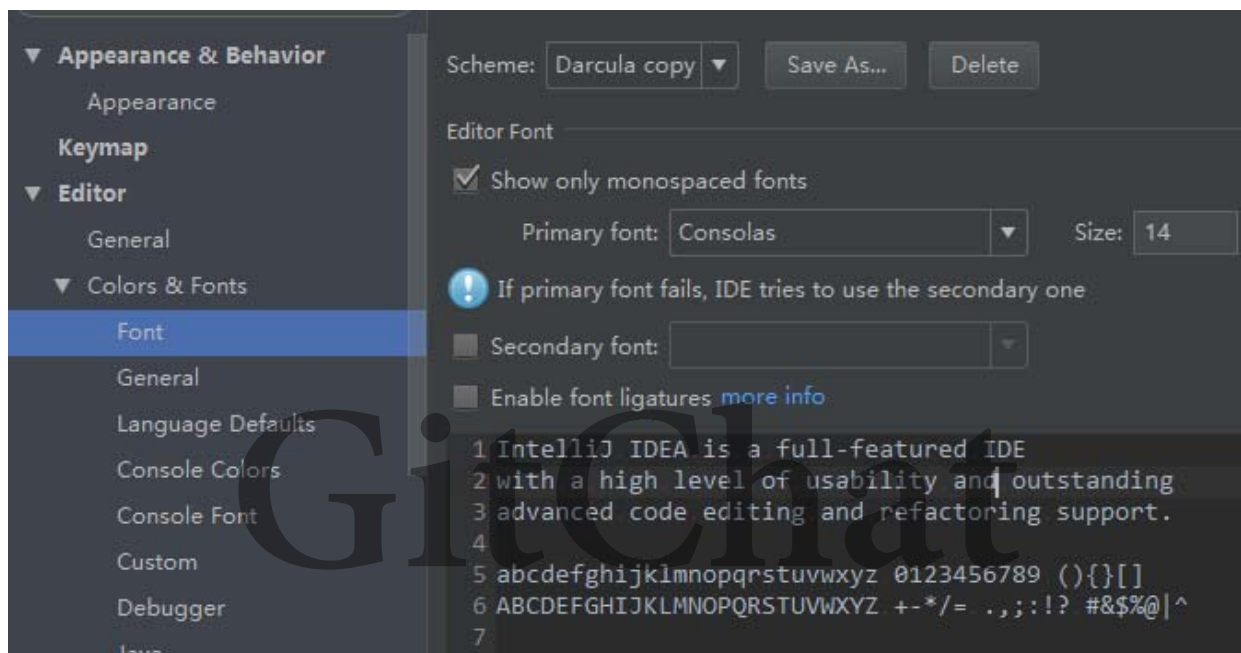 Appearance & Behavior
Appearance
Keymap
Editor
General
Colors & Fonts
Font
General
Language Defaults
Console Colors
Console Font
Custom
Debugger
Java
Scheme: Darcula copy Save As... Delete
Editor Font
Show only monospaced fonts
Primary font: Consolas Size: 14
If primary font fails, IDE tries to use the secondary one
Secondary font:
Enable font ligatures more info
1 IntelliJ IDEA is a full-featured IDE
2 with a high level of usability and outstanding
3 advanced code editing and refactoring support.
4
5 abcdefghijklmnopqrstuvwxyz 0123456789 (){}[]
6 ABCDEFGHIJKLMNOPQRSTUVWXYZ +-*/= .,;:!? #&$%@|^
7
GitChat